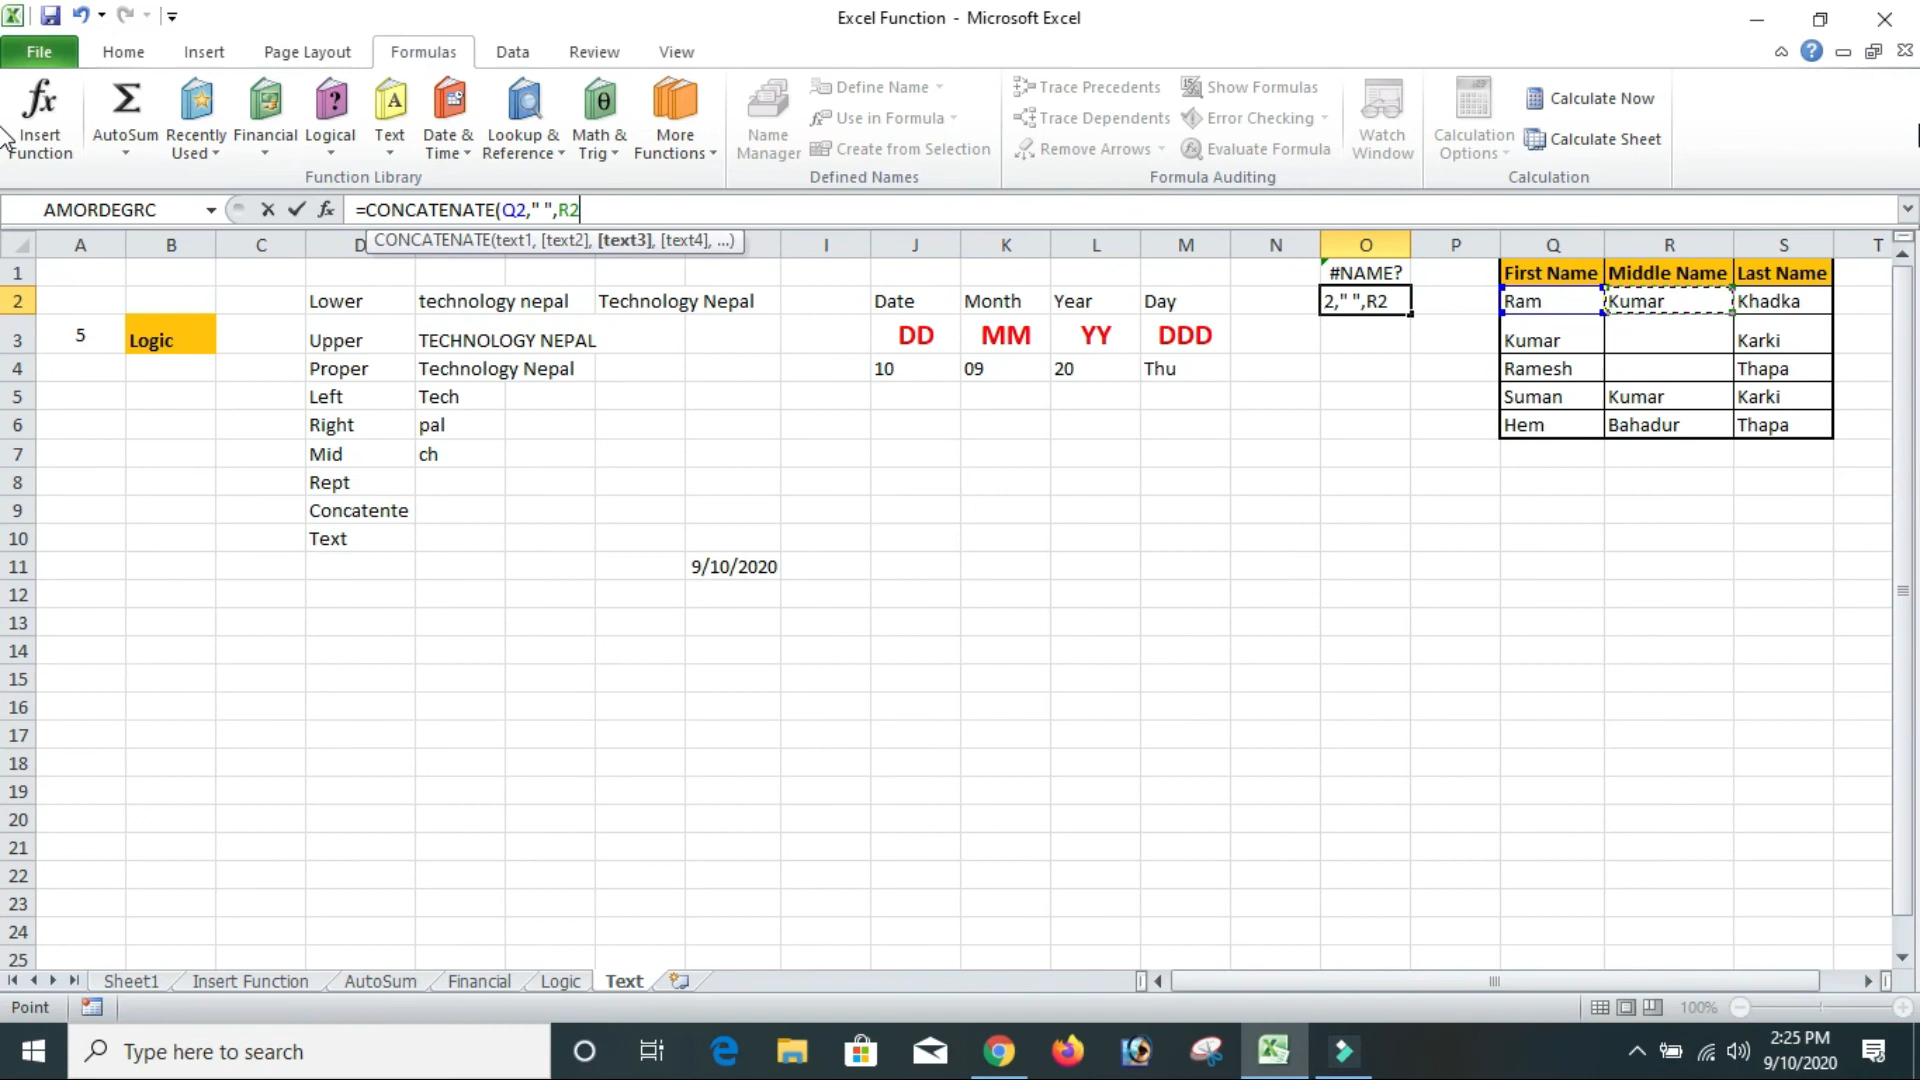 Excel Function - Microsoft Excel
File Home Insert Page Layout Formulas Data Review View
Insert Function
AutoSum
Recently Used
Financial
Logical
Text
Date & Time
Lookup & Reference
Math & Trig
More Functions
Function Library
Name Manager
Define Name
Use in Formula
Create from Selection
Defined Names
Trace Precedents
Trace Dependents
Remove Arrows
Show Formulas
Error Checking
Evaluate Formula
Formula Auditing
Watch Window
Calculation Options
Calculate Now
Calculate Sheet
Calculation
AMORDEGRC fx =CONCATENATE(Q2," ",R2
CONCATENATE(text1, [text2], [text3], [text4], ...)
A B C D I J K L M N O P Q R S T
1 #NAME? First Name Middle Name Last Name
2 Lower technology nepal Technology Nepal Date Month Year Day 2," ",R2 Ram Kumar Khadka
3 5 Logic Upper TECHNOLOGY NEPAL DD MM YY DDD Kumar Karki
4 Proper Technology Nepal 10 09 20 Thu Ramesh Thapa
5 Left Tech Suman Kumar Karki
6 Right pal Hem Bahadur Thapa
7 Mid ch
8 Rept
9 Concatente
10 Text
11 9/10/2020
12
13
14
15
16
17
18
19
20
21
22
23
24
25
Sheet1 Insert Function AutoSum Financial Logic Text
Point 100%
Type here to search
2:25 PM
9/10/2020